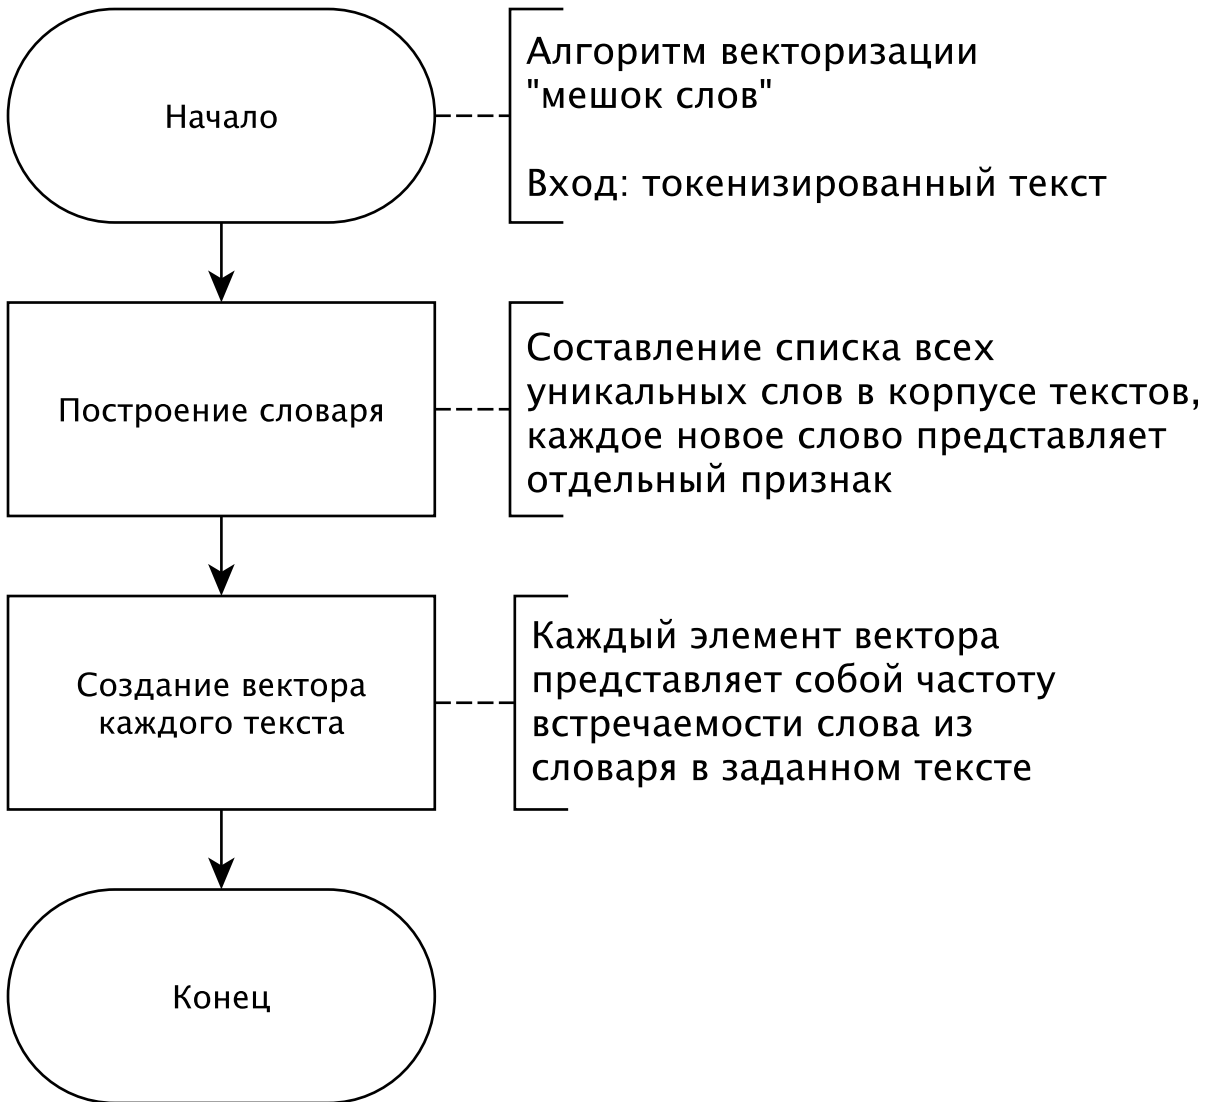 Начало
Алгоритм векторизации
"мешок слов"
Вход: токенизированный текст
Построение словаря
Составление списка всех
уникальных слов в корпусе текстов,
каждое новое слово представляет
отдельный признак
Создание вектора
каждого текста
Каждый элемент вектора
представляет собой частоту
встречаемости слова из
словаря в заданном тексте
Конец